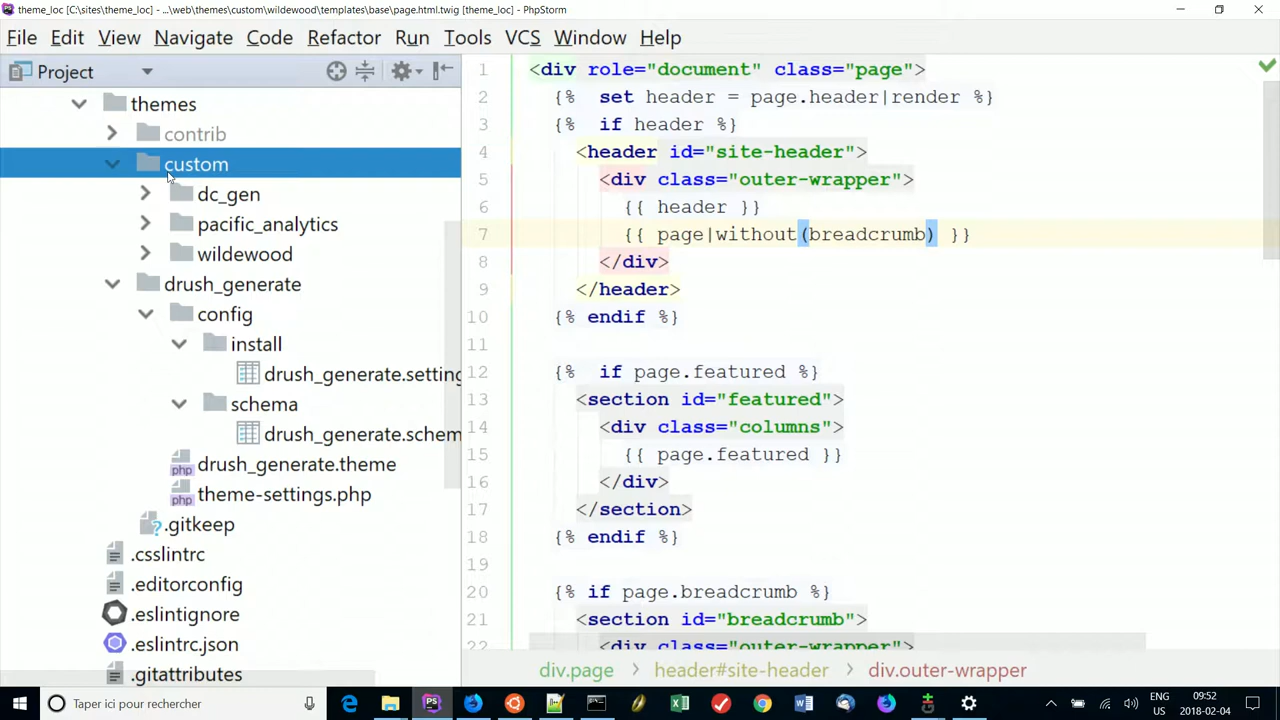 theme_loc [C:\sites\theme_loc] - ...\web\themes\custom\wildewood\templates\base\page.html.twig [theme_loc] - PhpStorm
File Edit View Navigate Code Refactor Run Tools VCS Window Help
Project
themes
contrib
custom
dc_gen
pacific_analytics
wildewood
drush_generate
config
install
drush_generate.setting
schema
drush_generate.schem
drush_generate.theme
theme-settings.php
.gitkeep
.csslintrc
.editorconfig
.eslintignore
.eslintrc.json
.gitattributes
1 <div role="document" class="page">
2 {% set header = page.header|render %}
3 {% if header %}
4 <header id="site-header">
5 <div class="outer-wrapper">
6 {{ header }}
7 {{ page|without(breadcrumb) }}
8 </div>
9 </header>
10 {% endif %}
11
12 {% if page.featured %}
13 <section id="featured">
14 <div class="columns">
15 {{ page.featured }}
16 </div>
17 </section>
18 {% endif %}
19
20 {% if page.breadcrumb %}
21 <section id="breadcrumb">
22 <div class="outer-wrapper">
div.page header#site-header div.outer-wrapper
Taper ici pour rechercher
ENG 09:52
US 2018-02-04